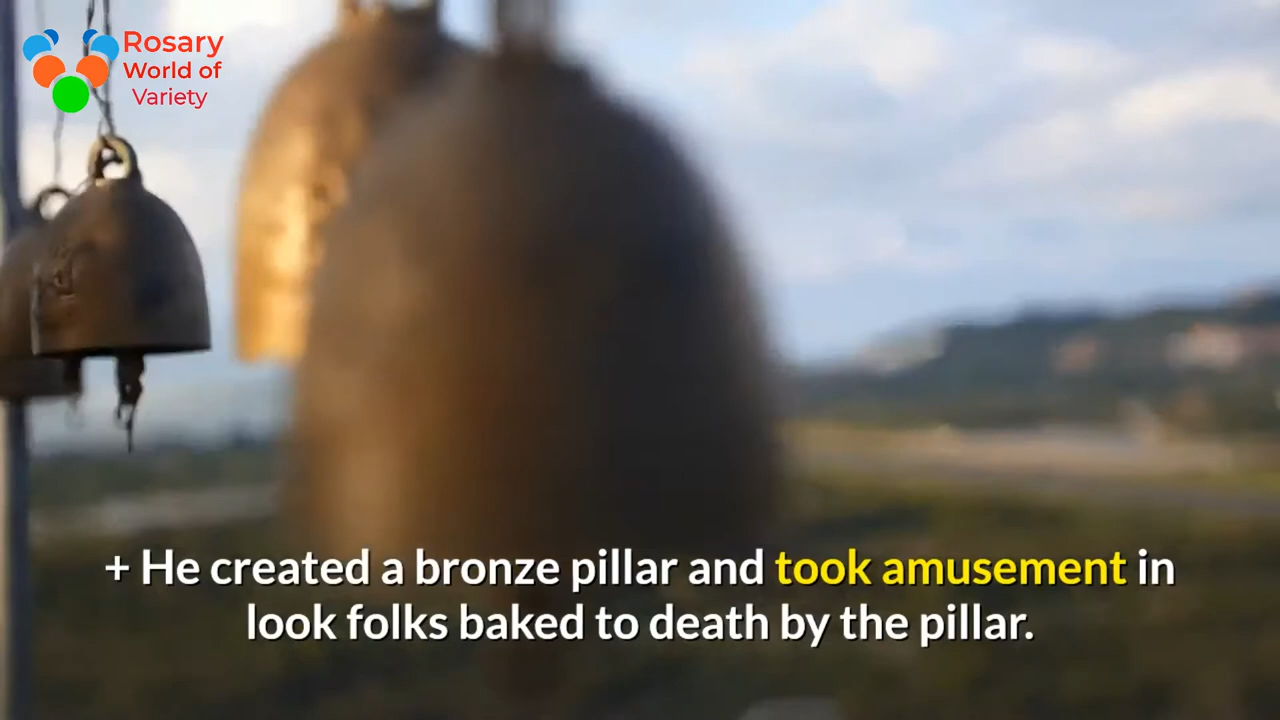 Rosary
World of
Variety
+ He created a bronze pillar and took amusement in
look folks baked to death by the pillar.